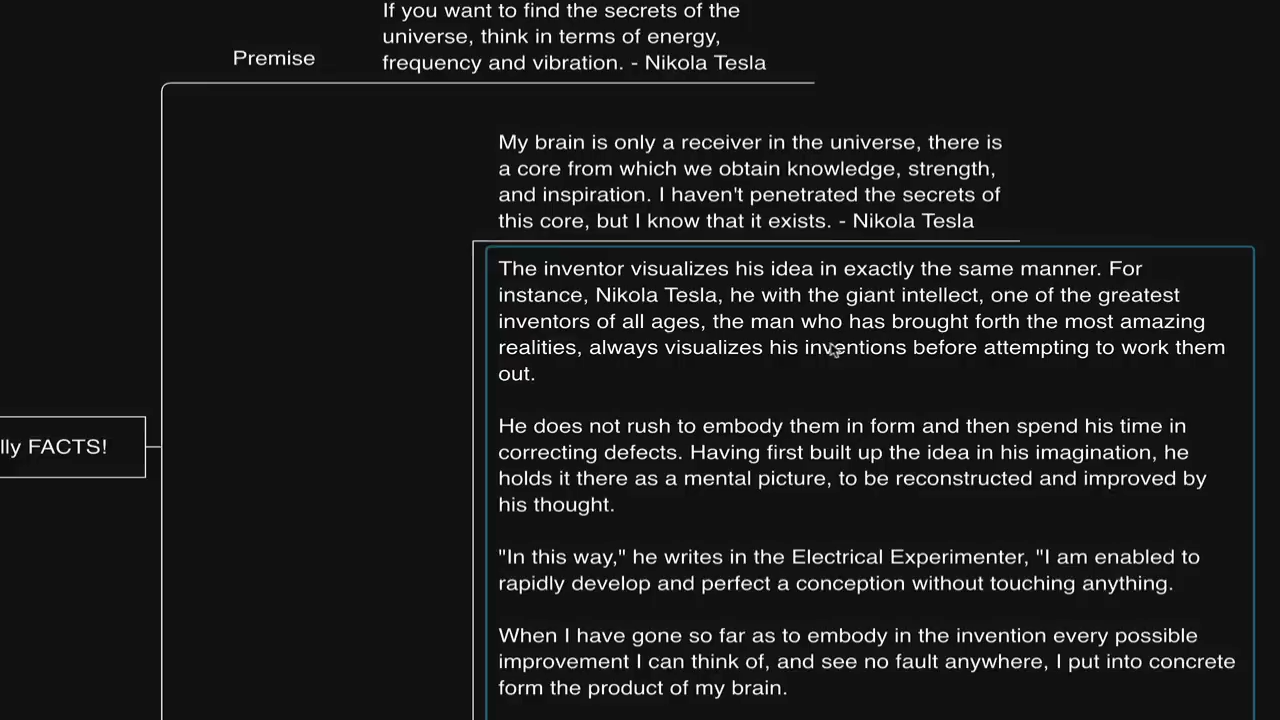 If you want to find the secrets of the
universe, think in terms of energy,
frequency and vibration. - Nikola Tesla
Premise
My brain is only a receiver in the universe, there is
a core from which we obtain knowledge, strength,
and inspiration. I haven't penetrated the secrets of
this core, but I know that it exists. - Nikola Tesla
The inventor visualizes his idea in exactly the same manner. For
instance, Nikola Tesla, he with the giant intellect, one of the greatest
inventors of all ages, the man who has brought forth the most amazing
realities, always visualizes his inventions before attempting to work them
out.
He does not rush to embody them in form and then spend his time in
correcting defects. Having first built up the idea in his imagination, he
holds it there as a mental picture, to be reconstructed and improved by
his thought.
"In this way," he writes in the Electrical Experimenter, "I am enabled to
rapidly develop and perfect a conception without touching anything.
When I have gone so far as to embody in the invention every possible
improvement I can think of, and see no fault anywhere, I put into concrete
form the product of my brain.
lly FACTS!